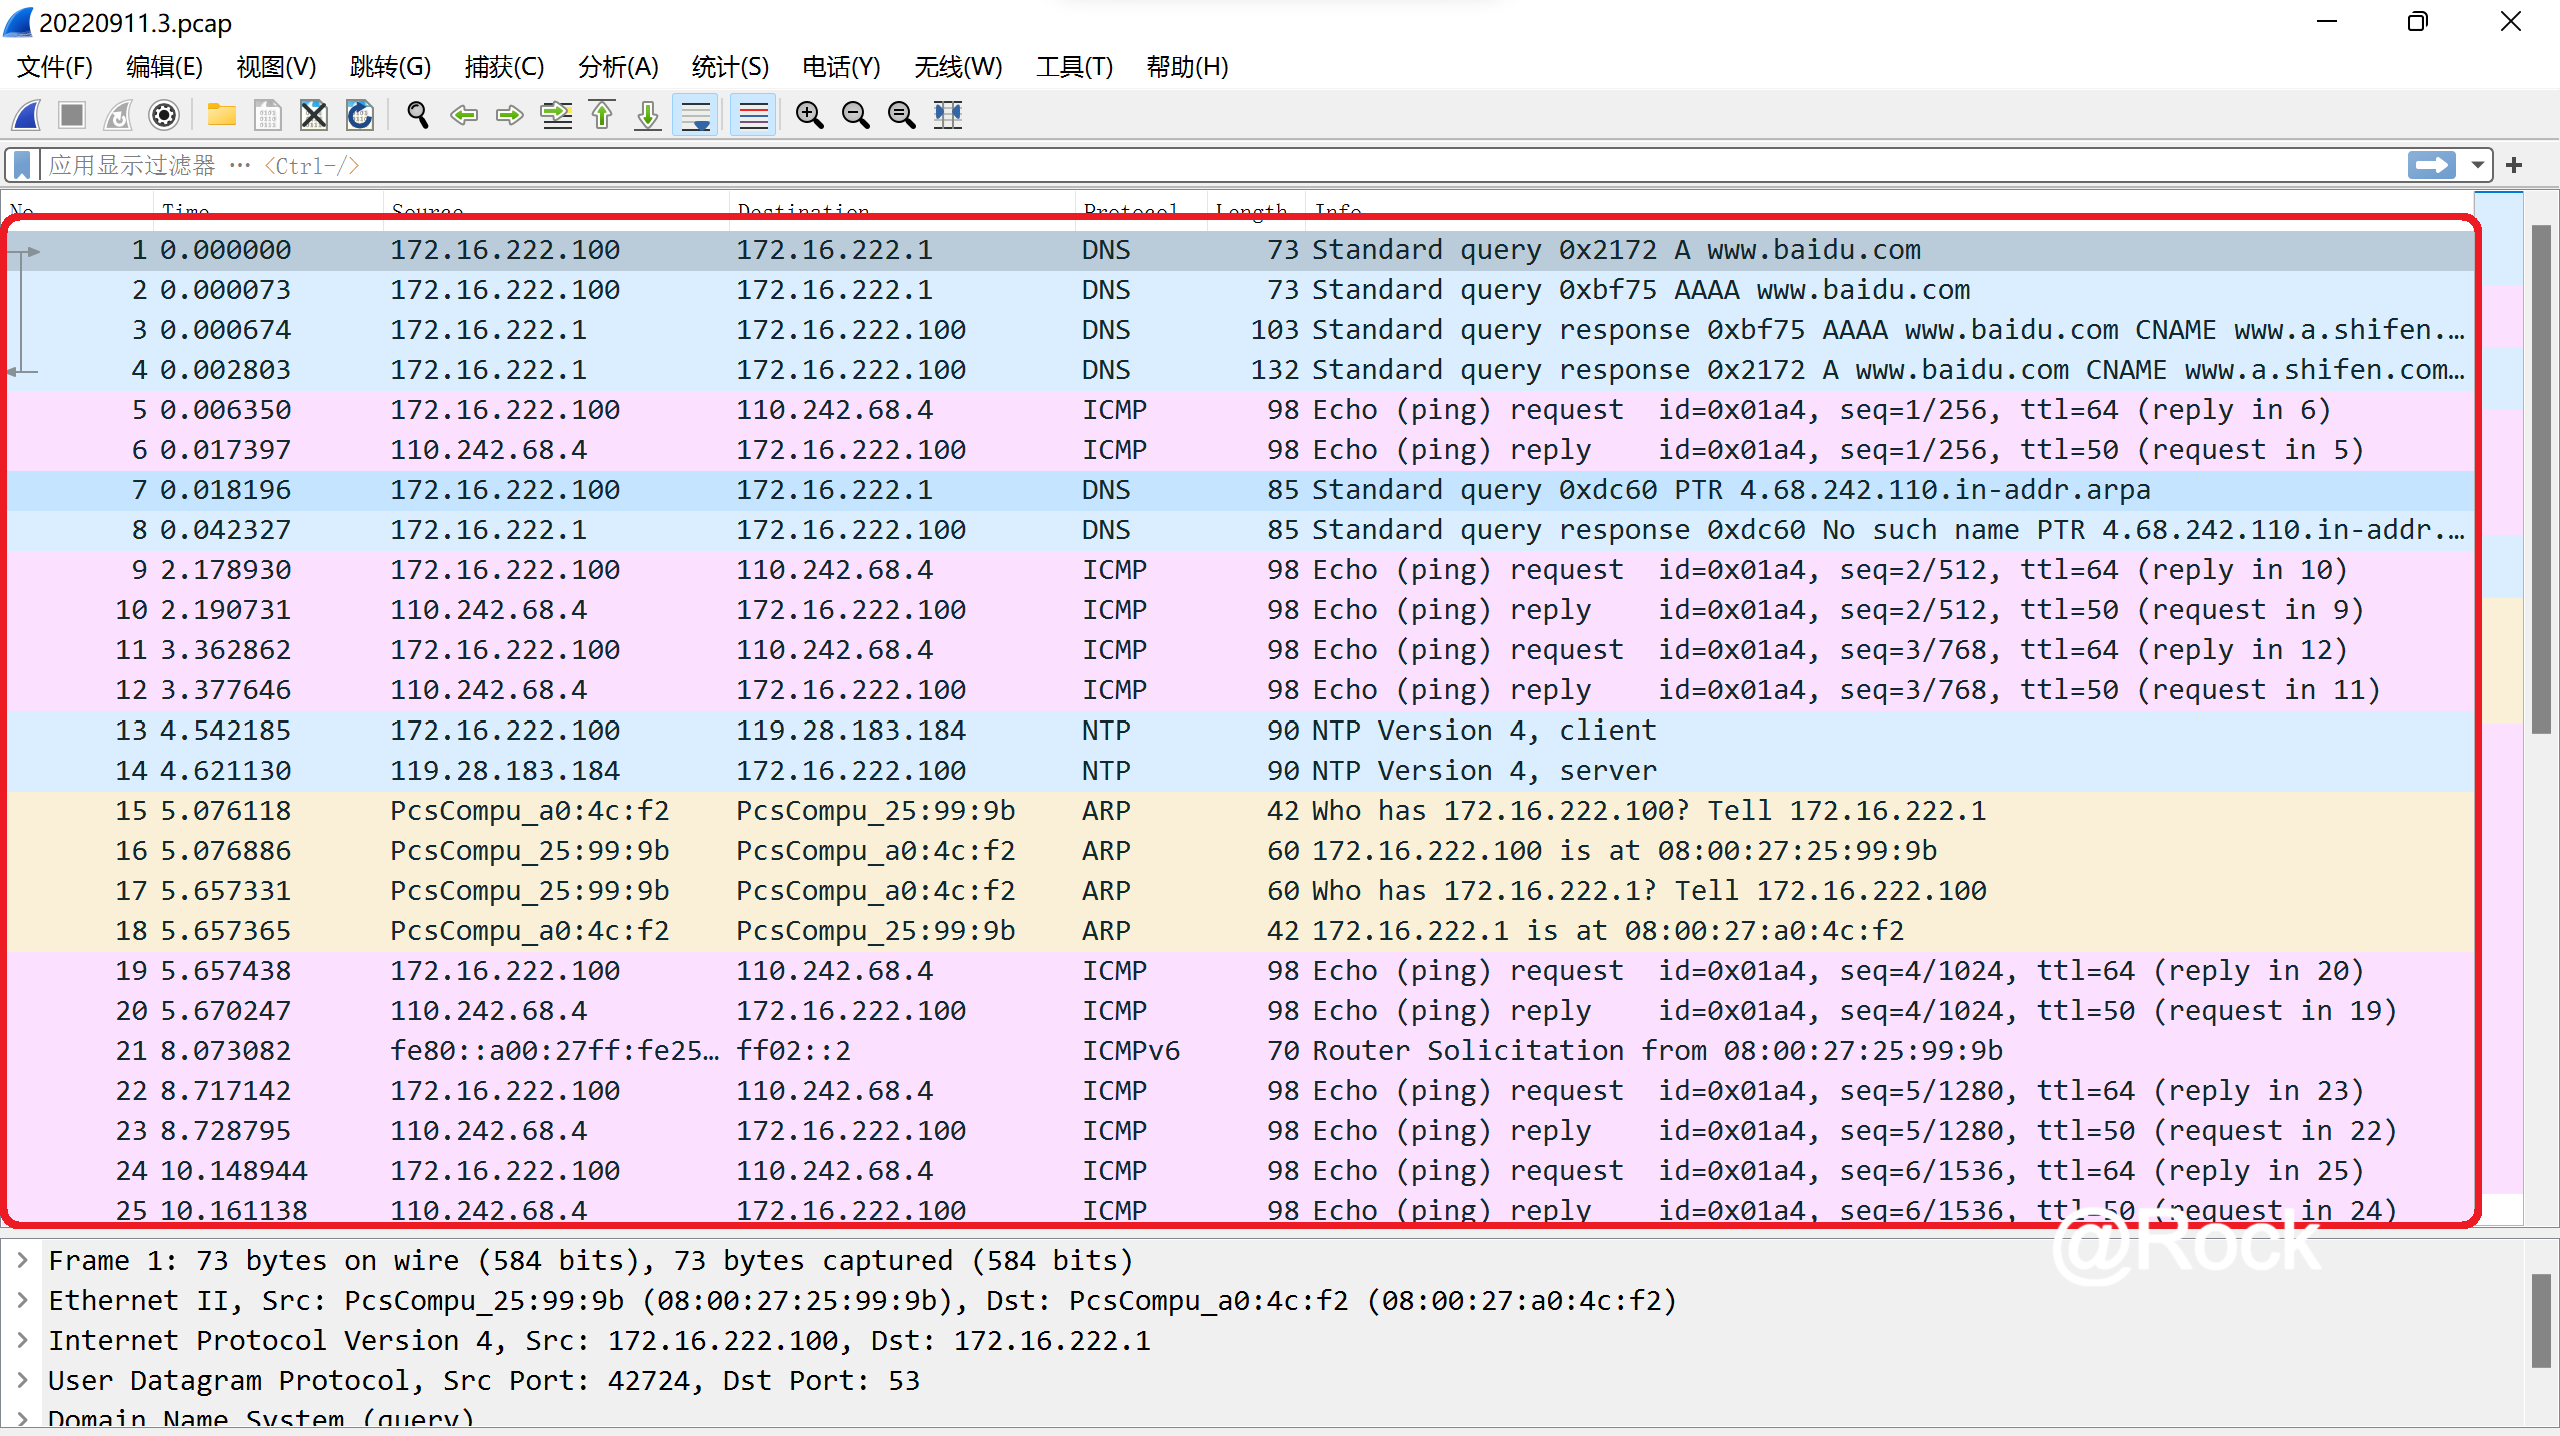 20220911.3.pcap
文件(F) 编辑(E) 视图(V) 跳转(G) 捕获(C) 分析(A) 统计(S) 电话(Y) 无线(W) 工具(T) 帮助(H)
应用显示过滤器 … <Ctrl-/>
No. Time Source Destination Protocol Length Info
1 0.000000 172.16.222.100 172.16.222.1 DNS 73 Standard query 0x2172 A www.baidu.com
2 0.000073 172.16.222.100 172.16.222.1 DNS 73 Standard query 0xbf75 AAAA www.baidu.com
3 0.000674 172.16.222.1 172.16.222.100 DNS 103 Standard query response 0xbf75 AAAA www.baidu.com CNAME www.a.shifen.…
4 0.002803 172.16.222.1 172.16.222.100 DNS 132 Standard query response 0x2172 A www.baidu.com CNAME www.a.shifen.com…
5 0.006350 172.16.222.100 110.242.68.4 ICMP 98 Echo (ping) request id=0x01a4, seq=1/256, ttl=64 (reply in 6)
6 0.017397 110.242.68.4 172.16.222.100 ICMP 98 Echo (ping) reply id=0x01a4, seq=1/256, ttl=50 (request in 5)
7 0.018196 172.16.222.100 172.16.222.1 DNS 85 Standard query 0xdc60 PTR 4.68.242.110.in-addr.arpa
8 0.042327 172.16.222.1 172.16.222.100 DNS 85 Standard query response 0xdc60 No such name PTR 4.68.242.110.in-addr.…
9 2.178930 172.16.222.100 110.242.68.4 ICMP 98 Echo (ping) request id=0x01a4, seq=2/512, ttl=64 (reply in 10)
10 2.190731 110.242.68.4 172.16.222.100 ICMP 98 Echo (ping) reply id=0x01a4, seq=2/512, ttl=50 (request in 9)
11 3.362862 172.16.222.100 110.242.68.4 ICMP 98 Echo (ping) request id=0x01a4, seq=3/768, ttl=64 (reply in 12)
12 3.377646 110.242.68.4 172.16.222.100 ICMP 98 Echo (ping) reply id=0x01a4, seq=3/768, ttl=50 (request in 11)
13 4.542185 172.16.222.100 119.28.183.184 NTP 90 NTP Version 4, client
14 4.621130 119.28.183.184 172.16.222.100 NTP 90 NTP Version 4, server
15 5.076118 PcsCompu_a0:4c:f2 PcsCompu_25:99:9b ARP 42 Who has 172.16.222.100? Tell 172.16.222.1
16 5.076886 PcsCompu_25:99:9b PcsCompu_a0:4c:f2 ARP 60 172.16.222.100 is at 08:00:27:25:99:9b
17 5.657331 PcsCompu_25:99:9b PcsCompu_a0:4c:f2 ARP 60 Who has 172.16.222.1? Tell 172.16.222.100
18 5.657365 PcsCompu_a0:4c:f2 PcsCompu_25:99:9b ARP 42 172.16.222.1 is at 08:00:27:a0:4c:f2
19 5.657438 172.16.222.100 110.242.68.4 ICMP 98 Echo (ping) request id=0x01a4, seq=4/1024, ttl=64 (reply in 20)
20 5.670247 110.242.68.4 172.16.222.100 ICMP 98 Echo (ping) reply id=0x01a4, seq=4/1024, ttl=50 (request in 19)
21 8.073082 fe80::a00:27ff:fe25… ff02::2 ICMPv6 70 Router Solicitation from 08:00:27:25:99:9b
22 8.717142 172.16.222.100 110.242.68.4 ICMP 98 Echo (ping) request id=0x01a4, seq=5/1280, ttl=64 (reply in 23)
23 8.728795 110.242.68.4 172.16.222.100 ICMP 98 Echo (ping) reply id=0x01a4, seq=5/1280, ttl=50 (request in 22)
24 10.148944 172.16.222.100 110.242.68.4 ICMP 98 Echo (ping) request id=0x01a4, seq=6/1536, ttl=64 (reply in 25)
25 10.161138 110.242.68.4 172.16.222.100 ICMP 98 Echo (ping) reply id=0x01a4, seq=6/1536, ttl=50 (request in 24)
@Rock
Frame 1: 73 bytes on wire (584 bits), 73 bytes captured (584 bits)
Ethernet II, Src: PcsCompu_25:99:9b (08:00:27:25:99:9b), Dst: PcsCompu_a0:4c:f2 (08:00:27:a0:4c:f2)
Internet Protocol Version 4, Src: 172.16.222.100, Dst: 172.16.222.1
User Datagram Protocol, Src Port: 42724, Dst Port: 53
Domain Name System (query)